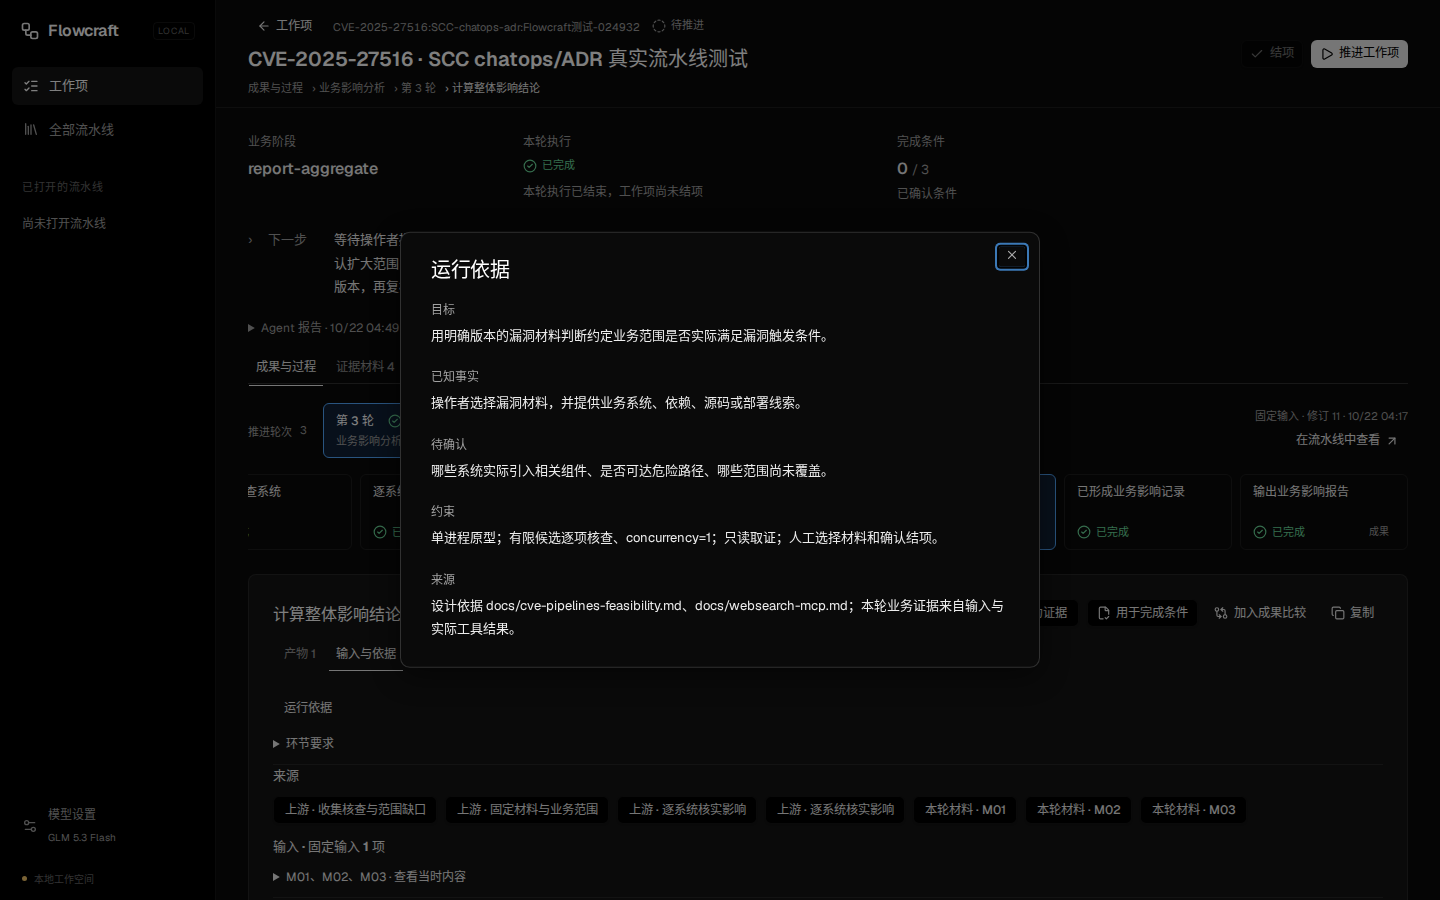 Flowcraft
LOCAL
工作项
全部流水线
已打开的流水线
尚未打开流水线
模型设置
GLM 5.3 Flash
本地工作空间
工作项
CVE-2025-27516:SCC-chatops-adr:Flowcraft测试-024932
待推进
CVE-2025-27516 · SCC chatops/ADR 真实流水线测试
成果与过程 › 业务影响分析 › 第 3 轮 › 计算整体影响结论
结项
推进工作项
业务阶段
report-aggregate
本轮执行
已完成
本轮执行已结束，工作项尚未结项
完成条件
0 / 3
已确认条件
› 下一步
等待操作者
认扩大范围
版本，再复
Agent 报告 · 10/22 04:49
成果与过程
证据材料 4
推进轮次 3
第 3 轮
业务影响分析
固定输入 · 修订 11 · 10/22 04:17
在流水线中查看
查系统
逐系
已形成业务影响记录
已完成
输出业务影响报告
已完成
成果
计算整体影响结论
证据
用于完成条件
加入成果比较
复制
产物 1
输入与依据
运行依据
环节要求
来源
上游 · 收集核查与范围缺口
上游 · 固定材料与业务范围
上游 · 逐系统核实影响
上游 · 逐系统核实影响
本轮材料 · M01
本轮材料 · M02
本轮材料 · M03
输入 · 固定输入 1 项
M01、M02、M03 · 查看当时内容
运行依据
目标
用明确版本的漏洞材料判断约定业务范围是否实际满足漏洞触发条件。
已知事实
操作者选择漏洞材料，并提供业务系统、依赖、源码或部署线索。
待确认
哪些系统实际引入相关组件、是否可达危险路径、哪些范围尚未覆盖。
约束
单进程原型；有限候选逐项核查、concurrency=1；只读取证；人工选择材料和确认结项。
来源
设计依据 docs/cve-pipelines-feasibility.md、docs/websearch-mcp.md；本轮业务证据来自输入与
实际工具结果。